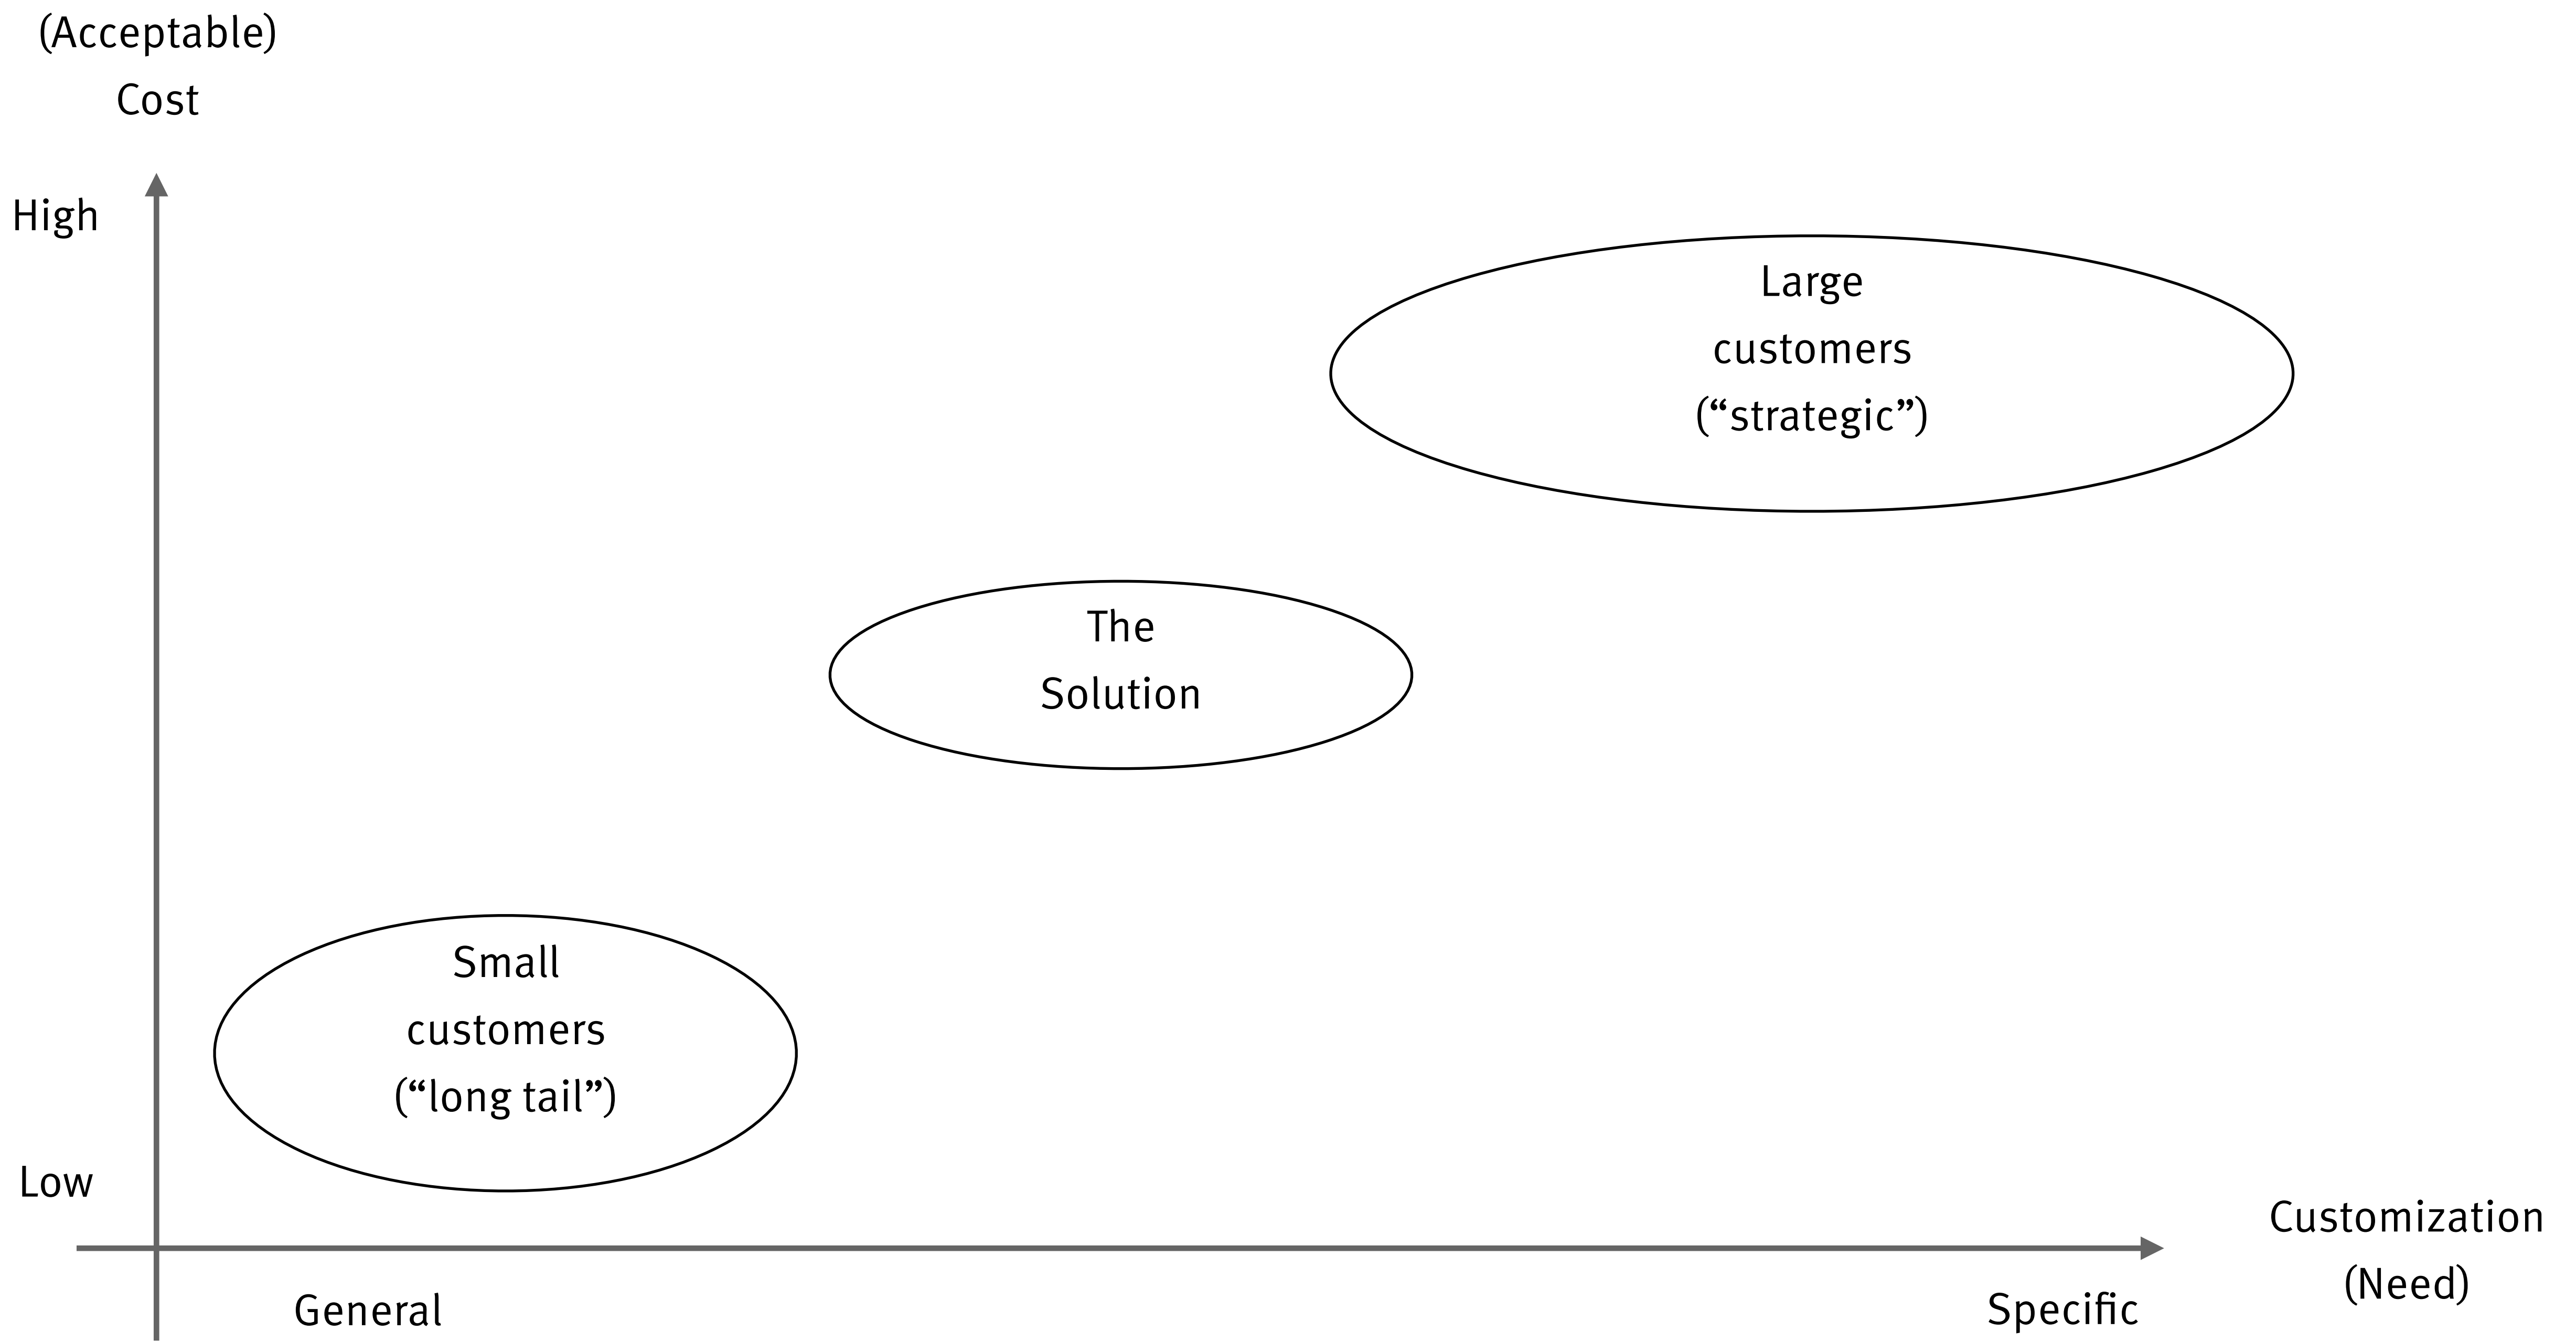 (Acceptable)
Cost
High
Large
customers
(“strategic”)
The
Solution
Small
customers
(“long tail”)
Low
Customization
(Need)
General
Specific